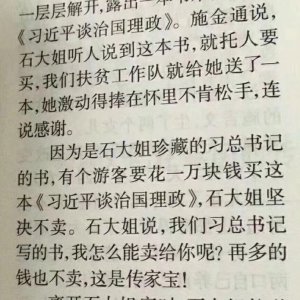 一层层解开,露出一本书
《习近平谈治国理政》。施金通说,
石大姐听人说到这本书,就托人要
买,我们扶贫工作队就给她送了一
本,她激动得捧在怀里不肯松手,连
说感谢。
因为是石大姐珍藏的习总书记
的书,有个游客要花一万块钱买这
本《习近平谈治国理政》,石大姐坚
决不卖。石大姐说,我们习总书记
写的书,我怎么能卖给你呢?再多的
钱也不卖,这是传家宝!